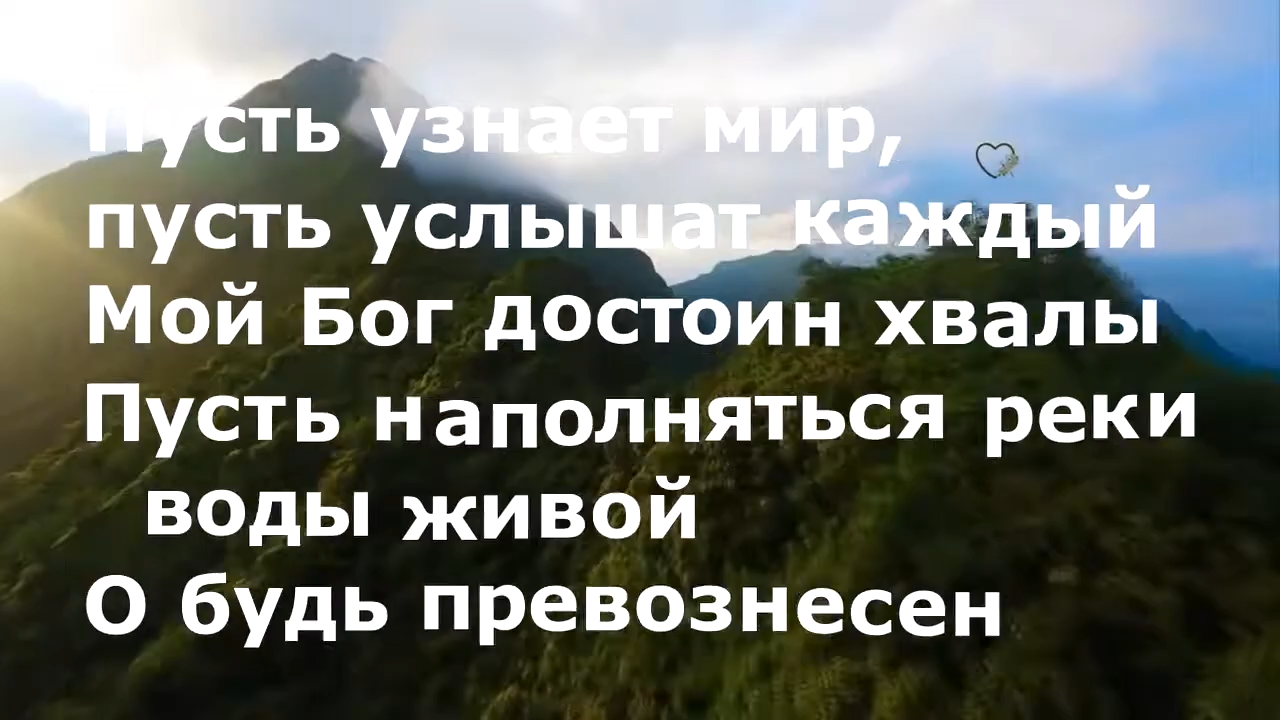 Пусть узнает мир,
пусть услышат каждый
Мой Бог достоин хвалы
Пусть наполняться реки
воды живой
О будь превознесен